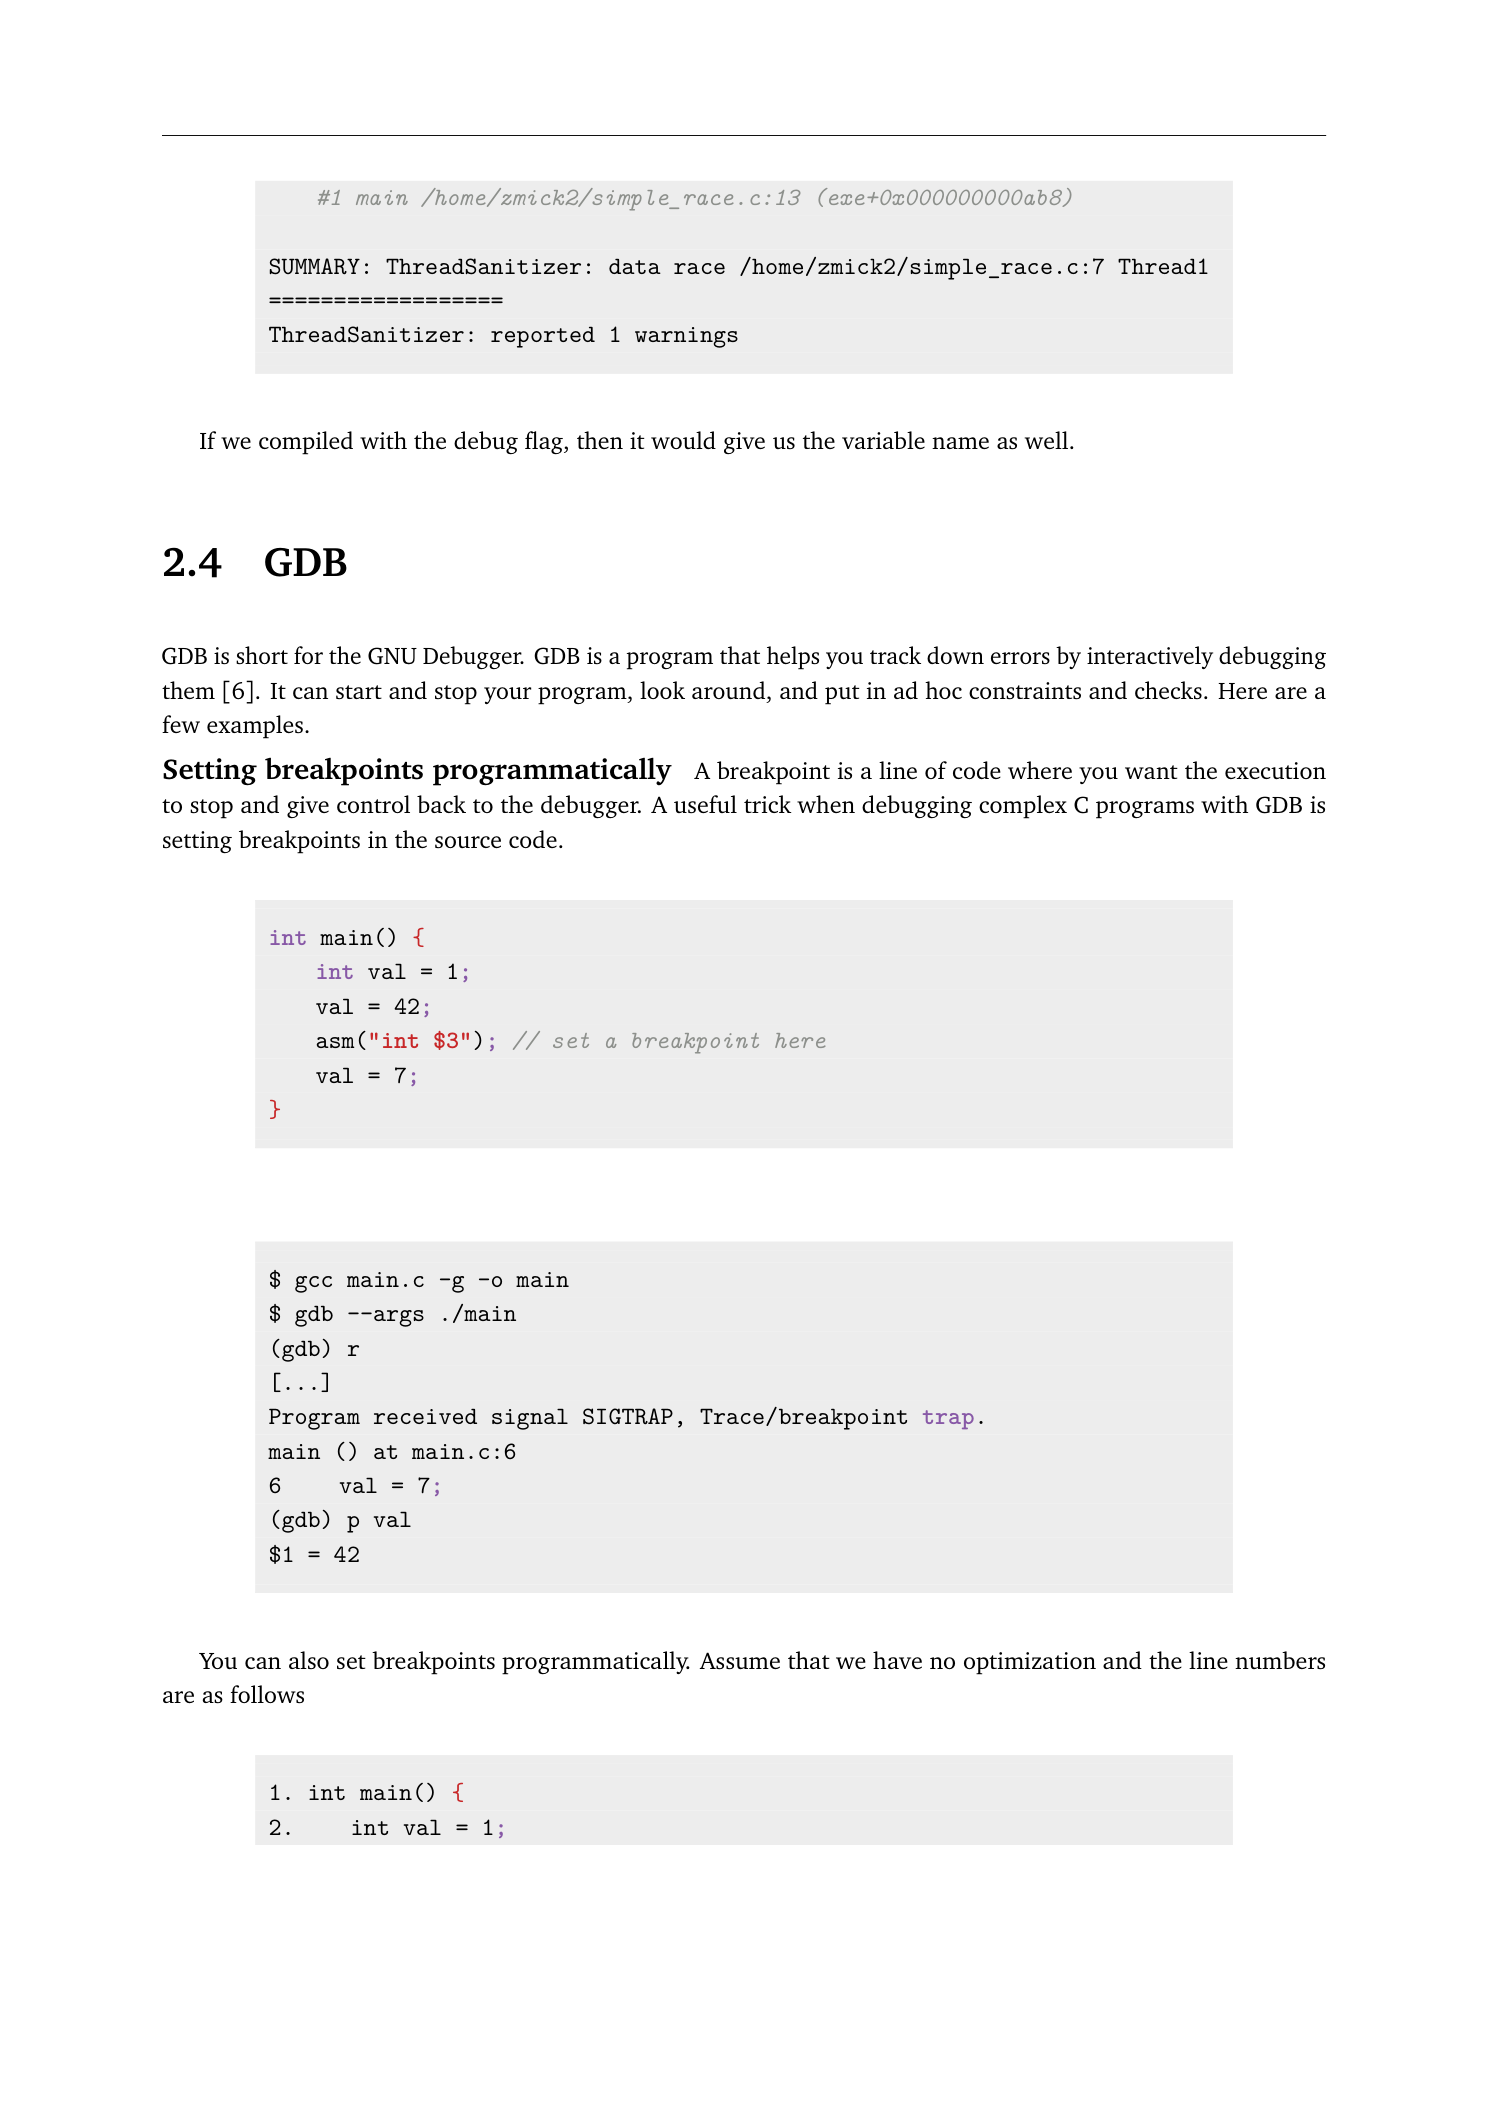 #1 main /home/zmick2/simple_race.c:13 (exe+0x000000000ab8)
SUMMARY: ThreadSanitizer: data race /home/zmick2/simple_race.c:7 Thread1
==================
ThreadSanitizer: reported 1 warnings
If we compiled with the debug flag, then it would give us the variable name as well.
2.4 GDB
GDB is short for the GNU Debugger. GDB is a program that helps you track down errors by interactively debugging
them [6]. It can start and stop your program, look around, and put in ad hoc constraints and checks. Here are a
few examples.
Setting breakpoints programmatically A breakpoint is a line of code where you want the execution
to stop and give control back to the debugger. A useful trick when debugging complex C programs with GDB is
setting breakpoints in the source code.
int main() {
int val = 1;
val = 42;
asm("int $3"); // set a breakpoint here
val = 7;
}
$ gcc main.c -g -o main
$ gdb --args ./main
(gdb) r
[...]
Program received signal SIGTRAP, Trace/breakpoint trap.
main () at main.c:6
6 val = 7;
(gdb) p val
$1 = 42
You can also set breakpoints programmatically. Assume that we have no optimization and the line numbers
are as follows
1. int main() {
2. int val = 1;